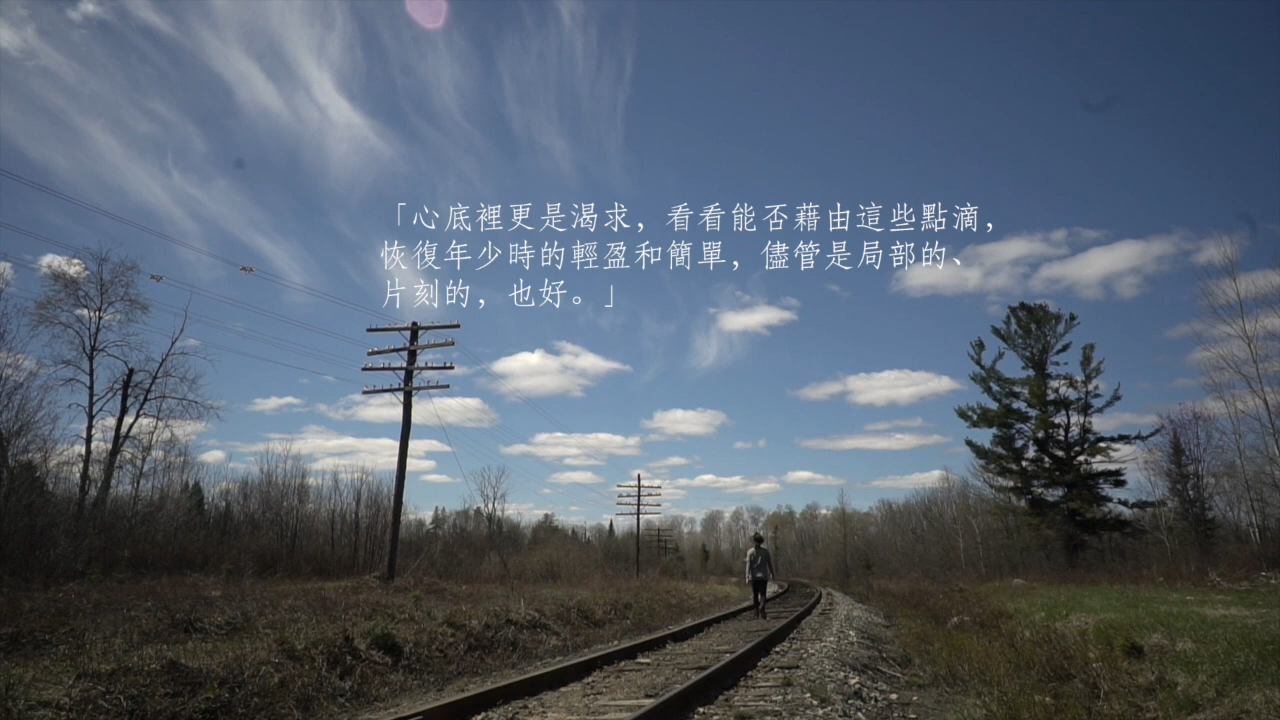 「心底裡更是渴求，看看能否藉由這些點滴，
恢復年少時的輕盈和簡單，儘管是局部的、
片刻的，也好。」